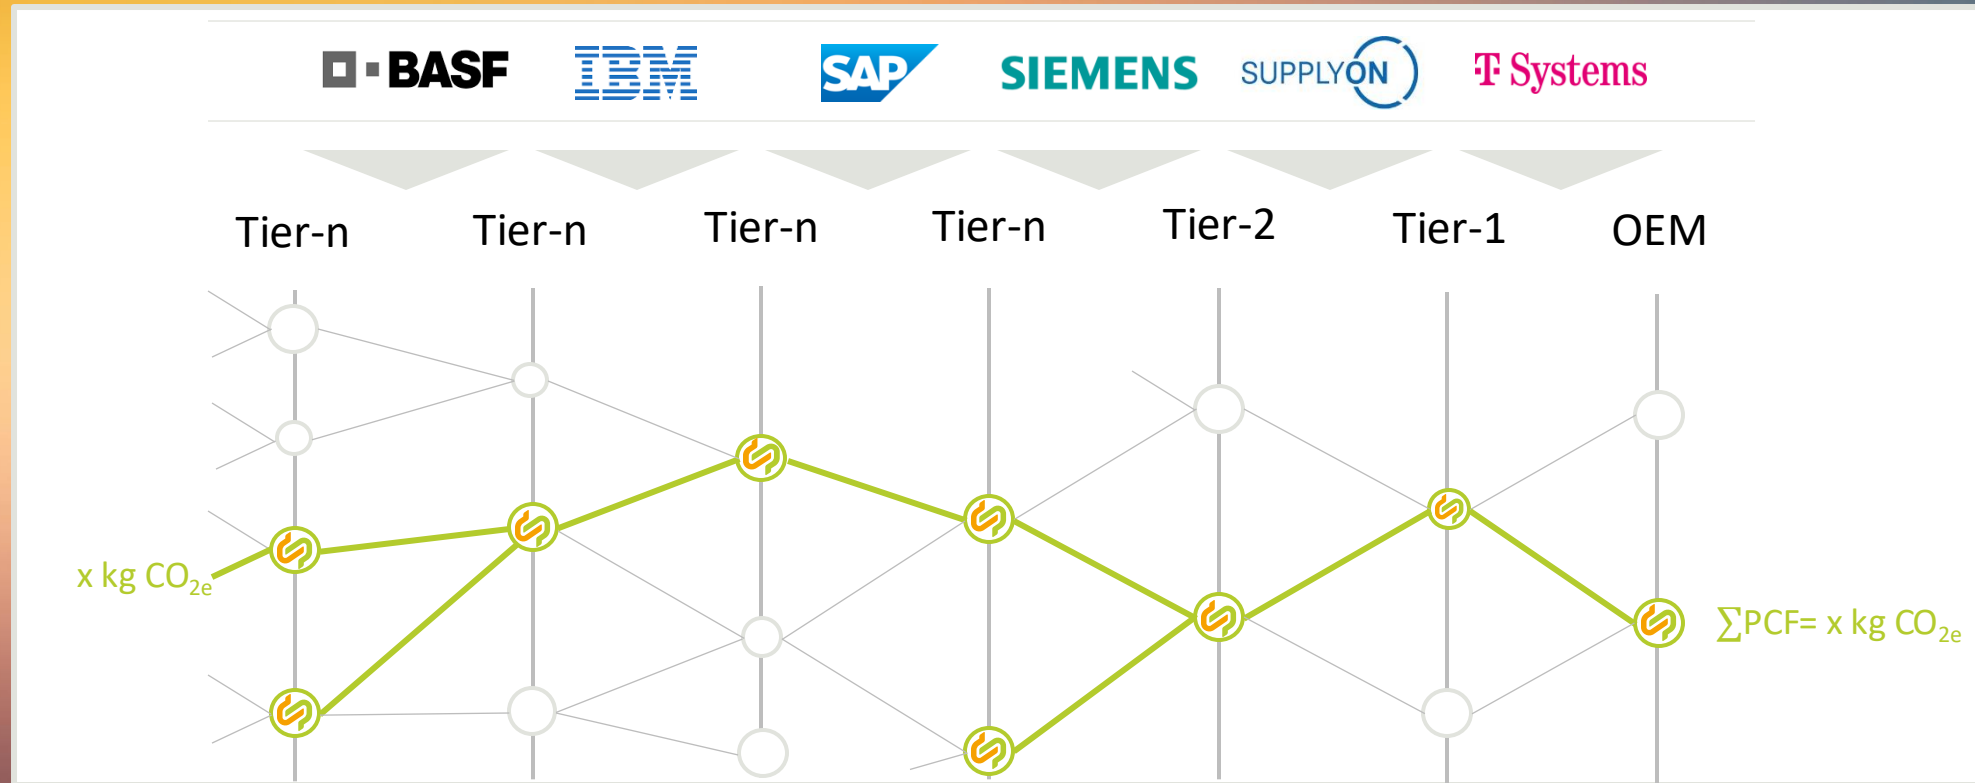 BASF IBM SAP SIEMENS SUPPLYON T Systems
Tier-n Tier-n Tier-n Tier-n Tier-2 Tier-1 OEM
x kg CO2e
∑PCF= x kg CO2e